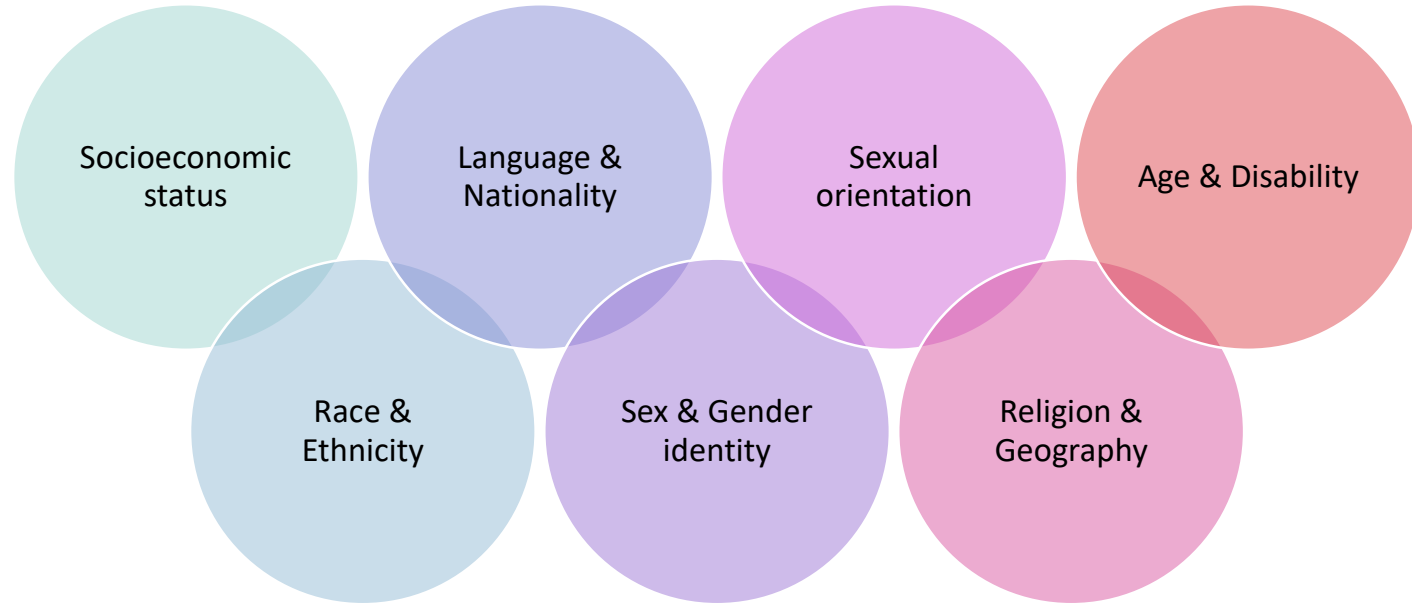 Socioeconomic
status
Language &
Nationality
Sexual
orientation
Age & Disability
Race &
Ethnicity
Sex & Gender
identity
Religion &
Geography